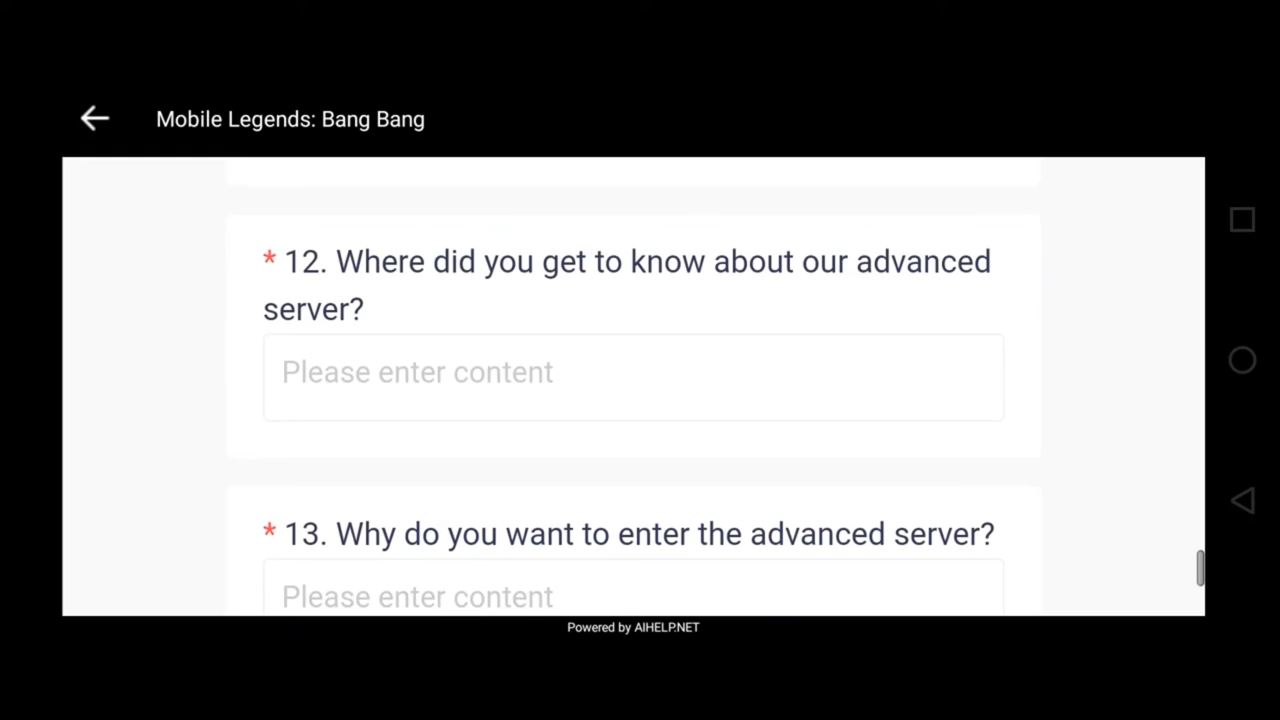 Mobile Legends: Bang Bang
* 12. Where did you get to know about our advanced
server?
Please enter content
* 13. Why do you want to enter the advanced server?
Please enter content
Powered by AIHELP.NET